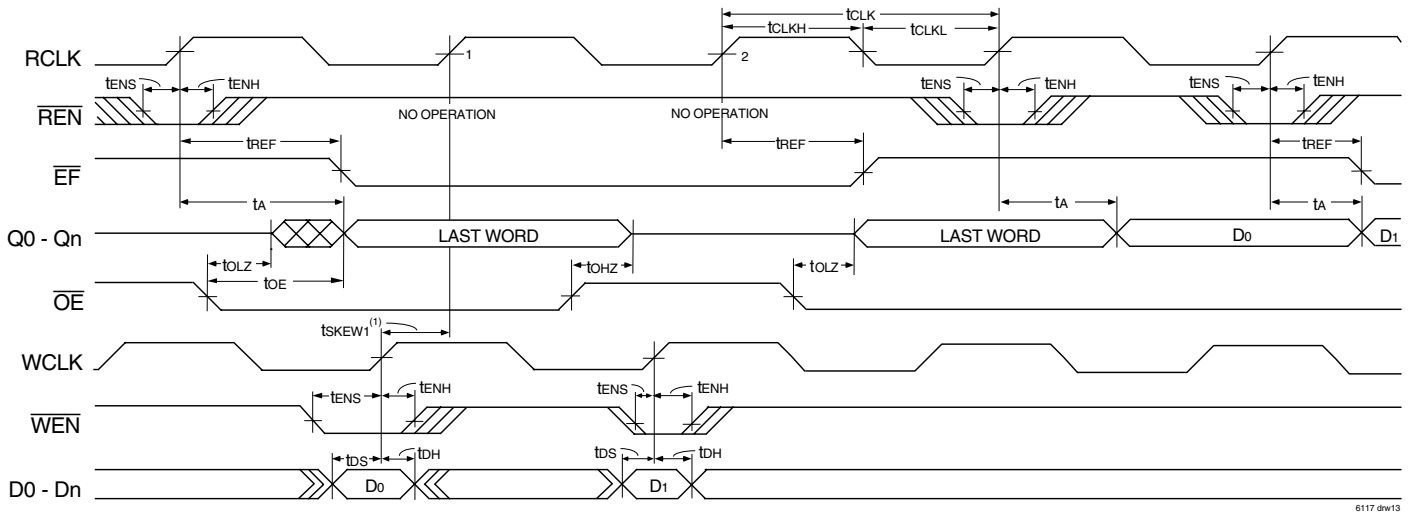 tCLK
tCLKH tCLKL
RCLK 1 2
tENS tENH tENS tENH tENS tENH
REN NO OPERATION NO OPERATION
tREF tREF tREF
EF
tA tA tA
Q0 - Qn LAST WORD LAST WORD D0 D1
tOLZ tOHZ tOLZ
tOE
OE
tSKEW1(1)
WCLK
tENS tENH tENS tENH
WEN
tDS tDH tDS tDH
D0 - Dn D0 D1
6117 drw13